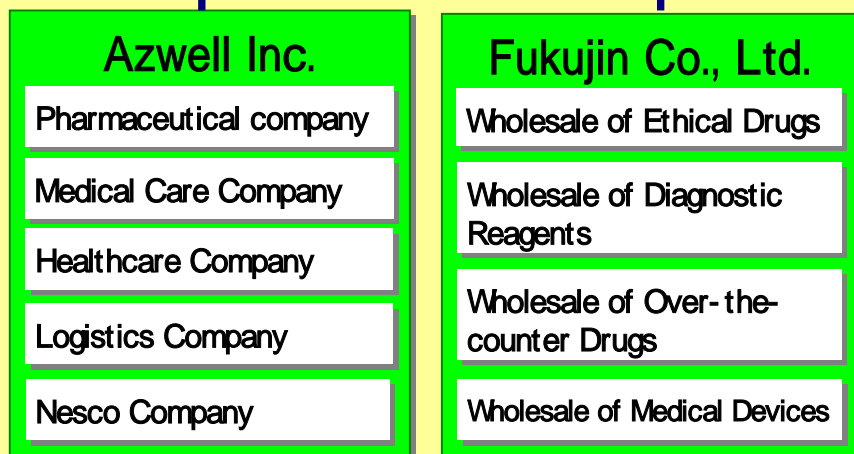 Azwell Inc.
Pharmaceutical company
Medical Care Company
Healthcare Company
Logistics Company
Nesco Company
Fukujin Co., Ltd.
Wholesale of Ethical Drugs
Wholesale of Diagnostic
Reagents
Wholesale of Over-the-
counter Drugs
Wholesale of Medical Devices